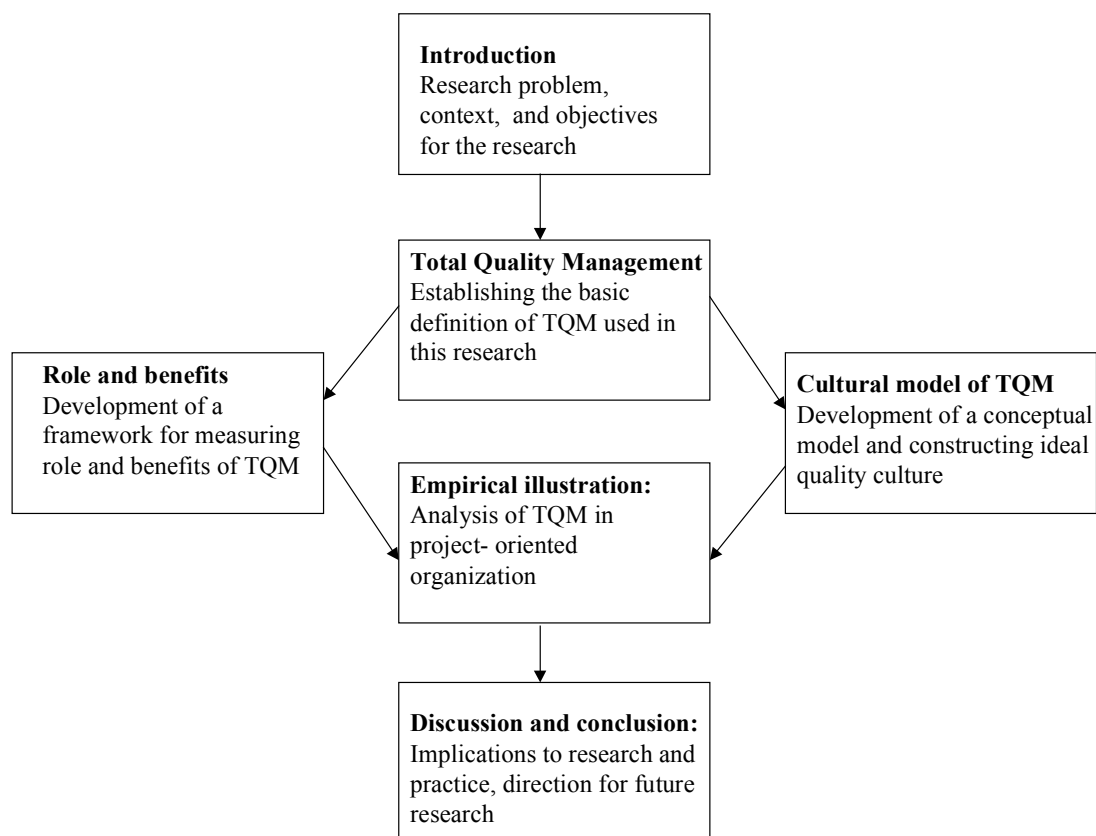 Introduction
Research problem,
context,  and objectives
for the research
Total Quality Management
Establishing the basic
definition of TQM used in
this research
Role and benefits
Development of a
framework for measuring
role and benefits of TQM
Cultural model of TQM
Development of a conceptual
model and constructing ideal
quality culture
Empirical illustration:
Analysis of TQM in
project- oriented
organization
Discussion and conclusion:
Implications to research and
practice, direction for future
research